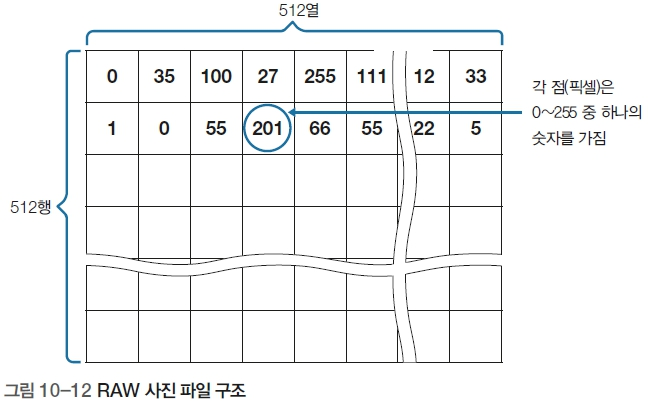 512열
0 35 100 27 255 111 12 33
1 0 55 201 66 55 22 5
각 점(픽셀)은
0~255 중 하나의
숫자를 가짐
512행
그림 10-12 RAW 사진 파일 구조